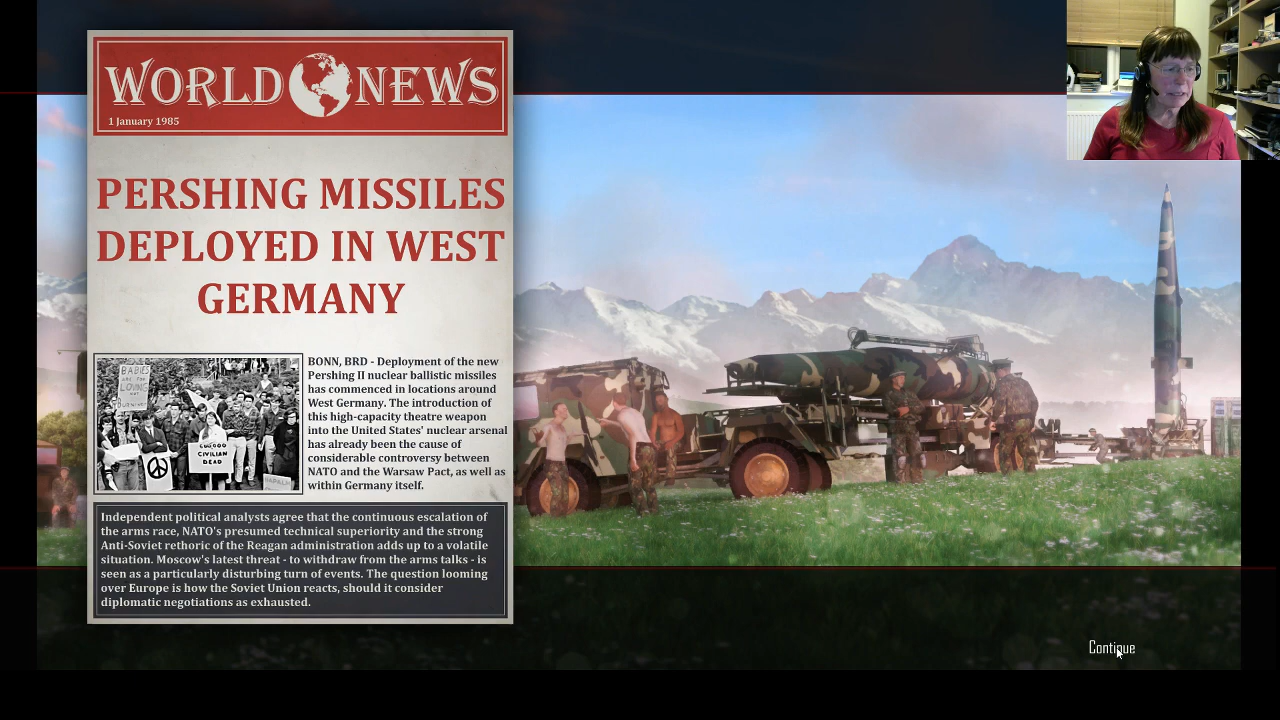 WORLD NEWS
1 January 1985
PERSHING MISSILES
DEPLOYED IN WEST
GERMANY
BABIES
ARE FOR
LOVING
NOT
BONN, BRD - Deployment of the new
Pershing II nuclear ballistic missiles
has commenced in locations around
West Germany. The introduction of
this high-capacity theatre weapon
into the United States' nuclear arsenal
has already been the cause of
considerable controversy between
NATO and the Warsaw Pact, as well as
within Germany itself.
CIVILIAN
DEAD
NAPALM
Independent political analysts agree that the continuous escalation of
the arms race, NATO's presumed technical superiority and the strong
Anti-Soviet rethoric of the Reagan administration adds up to a volatile
situation. Moscow's latest threat - to withdraw from the arms talks - is
seen as a particularly disturbing turn of events. The question looming
over Europe is how the Soviet Union reacts, should it consider
diplomatic negotiations as exhausted.
Continue